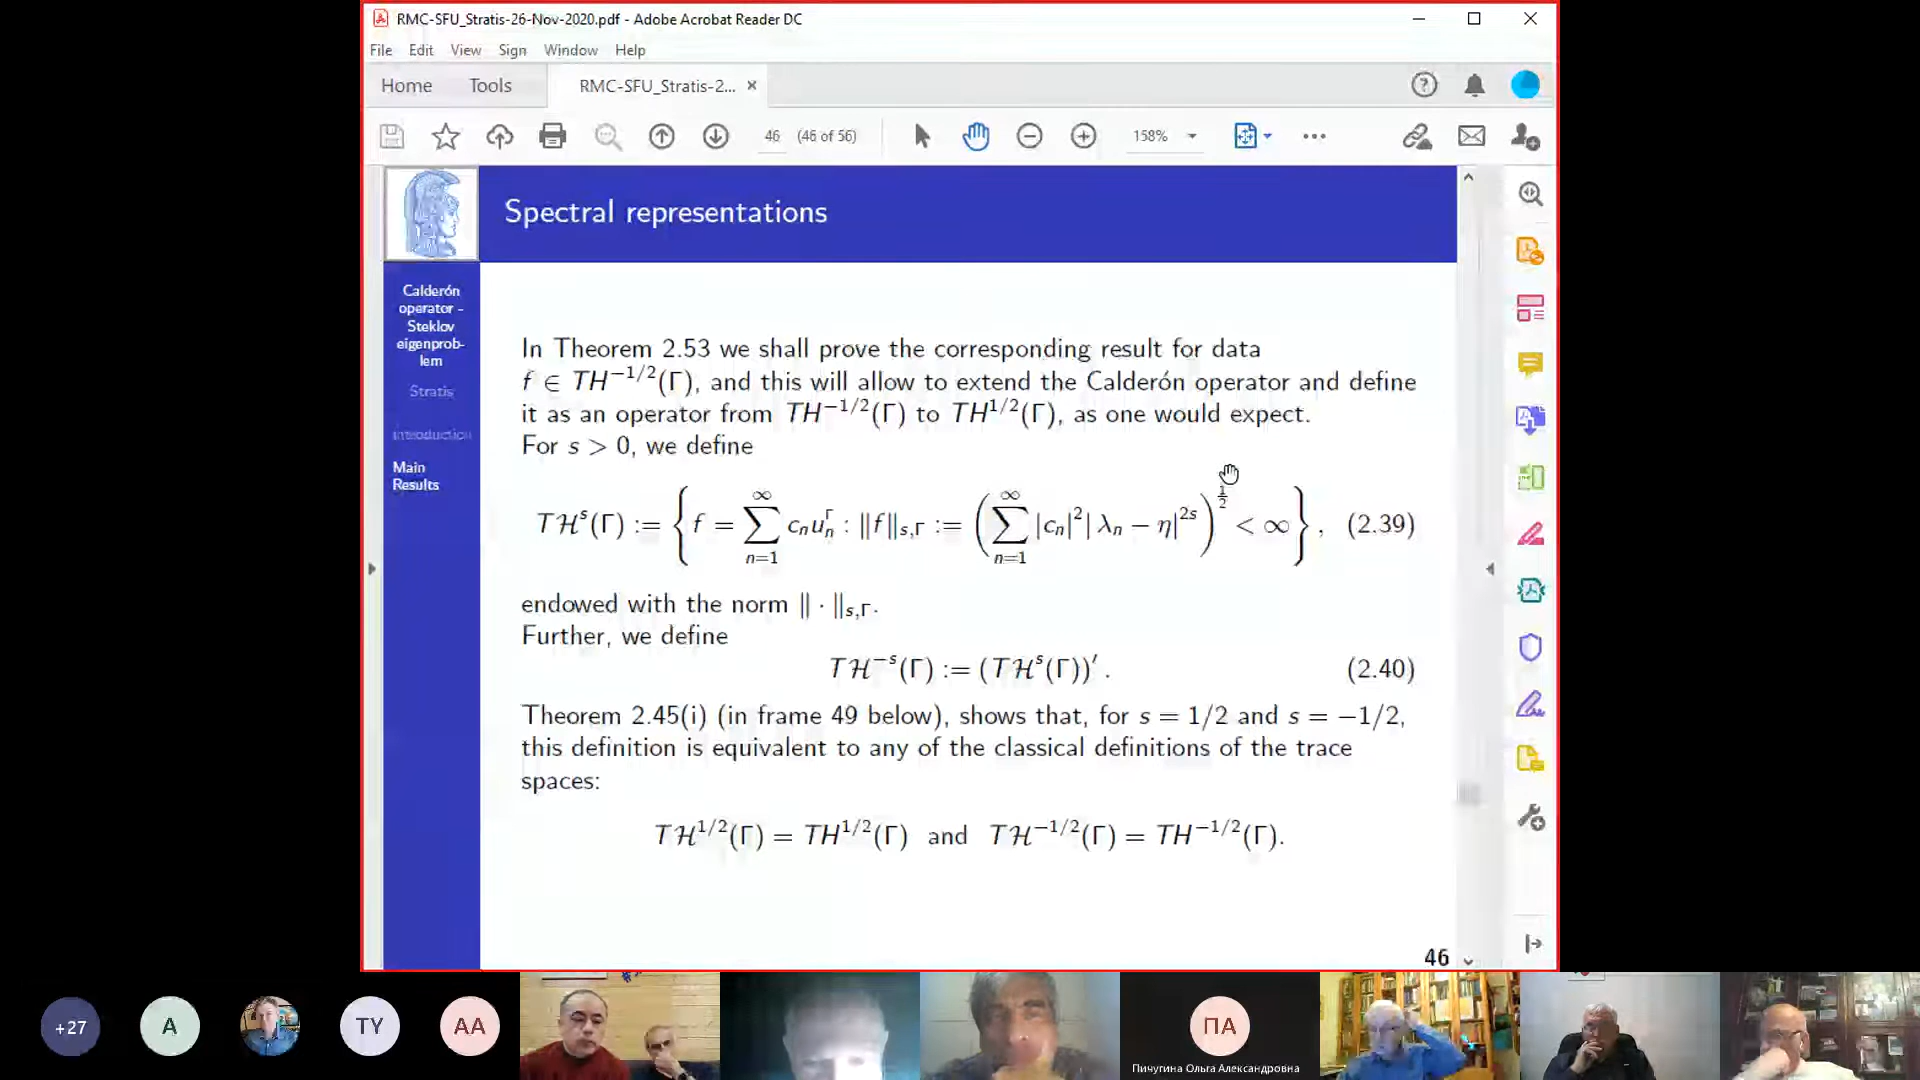 RMC-SFU_Stratis-26-Nov-2020.pdf - Adobe Acrobat Reader DC
File Edit View Sign Window Help
Home Tools RMC-SFU_Stratis-2... ×
46 (46 of 56) 158%
Spectral representations
Calderón
operator -
Steklov
eigenprob-
lem
Stratis
Introduction
Main
Results
In Theorem 2.53 we shall prove the corresponding result for data
f ∈ TH^{−1/2}(Γ), and this will allow to extend the Calderón operator and define
it as an operator from TH^{−1/2}(Γ) to TH^{1/2}(Γ), as one would expect.
For s > 0, we define
Tℋ^s(Γ) := { f = ∑_{n=1}^{∞} c_n u_n^Γ : ‖f‖_{s,Γ} := ( ∑_{n=1}^{∞} |c_n|^2 | λ_n − η|^{2s} )^{1/2} < ∞ } , (2.39)
endowed with the norm ‖ · ‖_{s,Γ}.
Further, we define
Tℋ^{−s}(Γ) := (Tℋ^s(Γ))′ . (2.40)
Theorem 2.45(i) (in frame 49 below), shows that, for s = 1/2 and s = −1/2,
this definition is equivalent to any of the classical definitions of the trace
spaces:
Tℋ^{1/2}(Γ) = TH^{1/2}(Γ) and Tℋ^{−1/2}(Γ) = TH^{−1/2}(Γ).
46
+27 A TY AA ПА
Пичугина Ольга Александровна